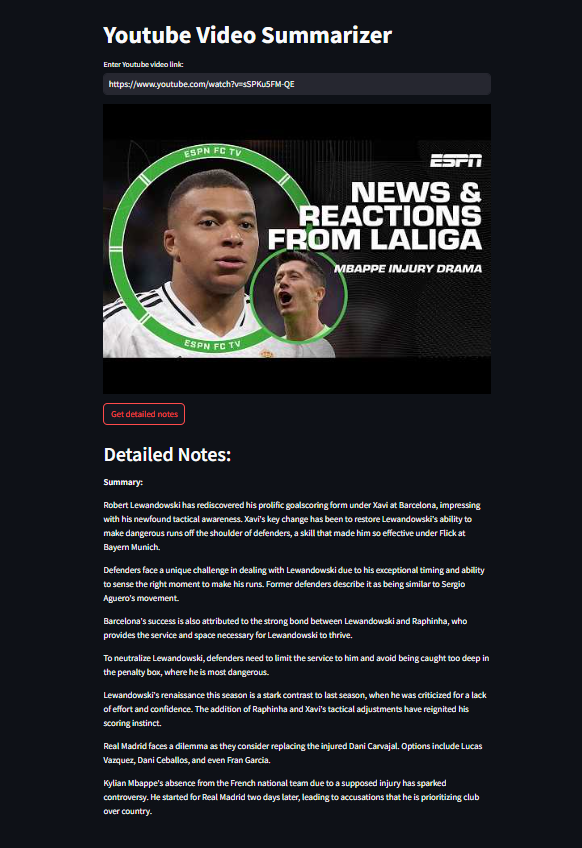 Youtube Video Summarizer
Enter Youtube video link:
https://www.youtube.com/watch?v=sSPKu5FM-QE
ESPN FC TV
ESPN
NEWS &
REACTIONS
FROM LALIGA
MBAPPE INJURY DRAMA
ESPN FC TV
Get detailed notes
Detailed Notes:
Summary:
Robert Lewandowski has rediscovered his prolific goalscoring form under Xavi at Barcelona, impressing
with his newfound tactical awareness. Xavi's key change has been to restore Lewandowski's ability to
make dangerous runs off the shoulder of defenders, a skill that made him so effective under Flick at
Bayern Munich.
Defenders face a unique challenge in dealing with Lewandowski due to his exceptional timing and ability
to sense the right moment to make his runs. Former defenders describe it as being similar to Sergio
Aguero's movement.
Barcelona's success is also attributed to the strong bond between Lewandowski and Raphinha, who
provides the service and space necessary for Lewandowski to thrive.
To neutralize Lewandowski, defenders need to limit the service to him and avoid being caught too deep in
the penalty box, where he is most dangerous.
Lewandowski's renaissance this season is a stark contrast to last season, when he was criticized for a lack
of effort and confidence. The addition of Raphinha and Xavi's tactical adjustments have reignited his
scoring instinct.
Real Madrid faces a dilemma as they consider replacing the injured Dani Carvajal. Options include Lucas
Vazquez, Dani Ceballos, and even Fran Garcia.
Kylian Mbappe's absence from the French national team due to a supposed injury has sparked
controversy. He started for Real Madrid two days later, leading to accusations that he is prioritizing club
over country.